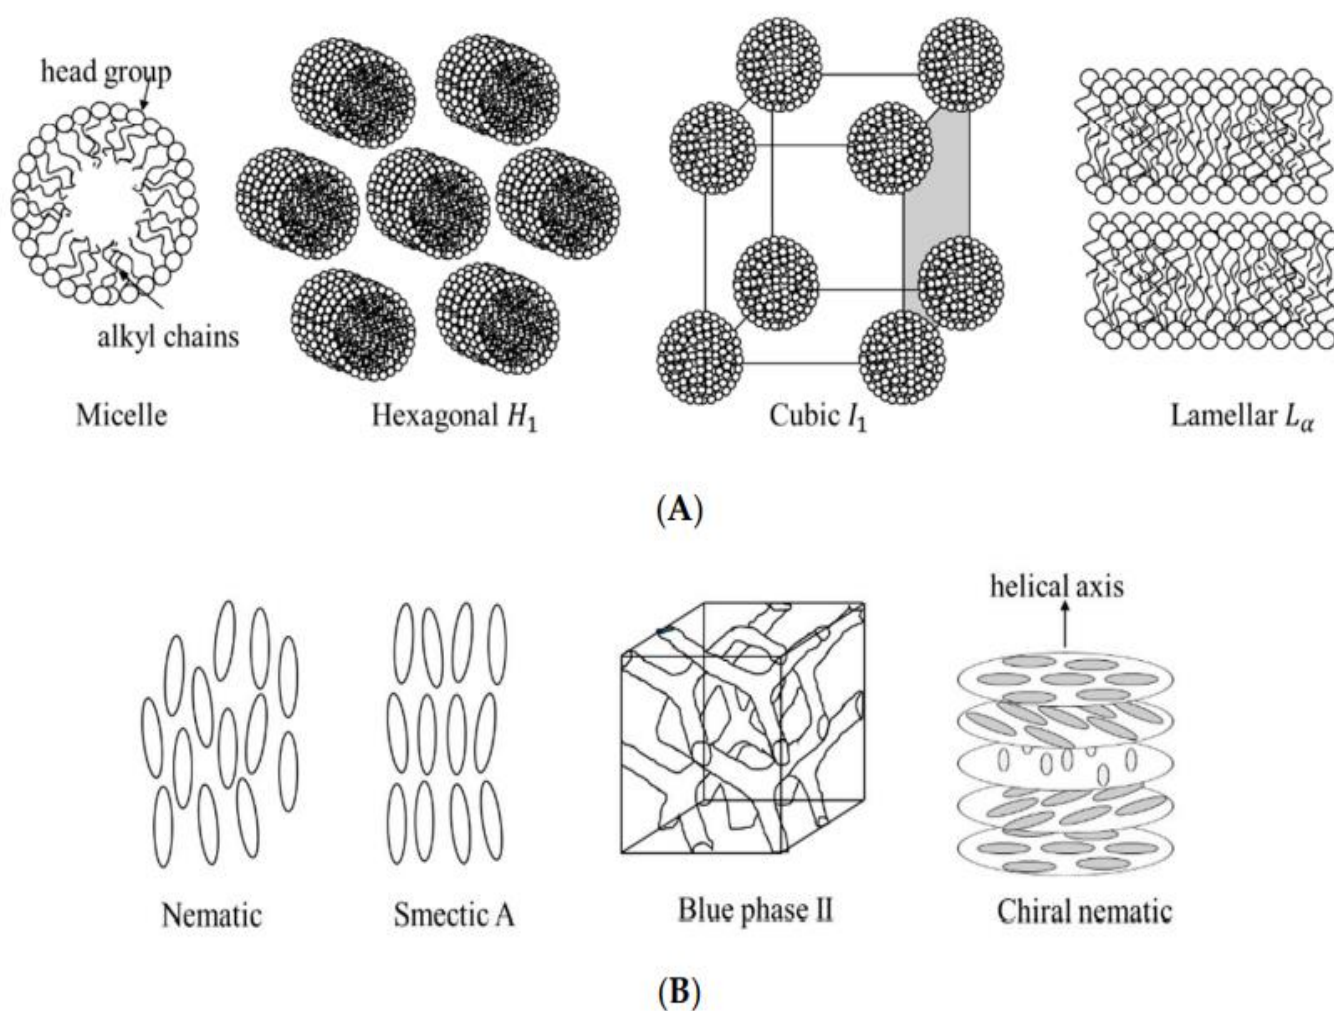 head group
alkyl chains
Micelle
Hexagonal H₁
Cubic I₁
Lamellar Lα
(A)
helical axis
Nematic
Smectic A
Blue phase II
Chiral nematic
(B)